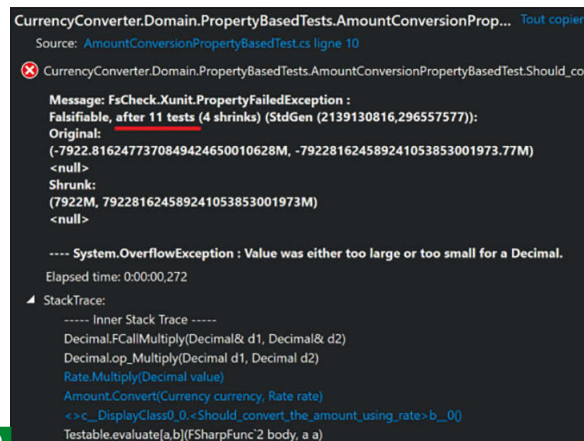 CurrencyConverter.Domain.PropertyBasedTests.AmountConversionProp... Tout copier
Source: AmountConversionPropertyBasedTest.cs ligne 10
CurrencyConverter.Domain.PropertyBasedTests.AmountConversionPropertyBasedTest.Should_co
Message: FsCheck.Xunit.PropertyFailedException :
Falsifiable, after 11 tests (4 shrinks) (StdGen (2139130816,296557577)):
Original:
(-7922.8162477370849424650010628M, -792281624589241053853001973.77M)
<null>
Shrunk:
(7922M, 792281624589241053853001973M)
<null>
---- System.OverflowException : Value was either too large or too small for a Decimal.
Elapsed time: 0:00:00,272
StackTrace:
----- Inner Stack Trace -----
Decimal.FCallMultiply(Decimal& d1, Decimal& d2)
Decimal.op_Multiply(Decimal d1, Decimal d2)
Rate.Multiply(Decimal value)
Amount.Convert(Currency currency, Rate rate)
<>c__DisplayClass0_0.<Should_convert_the_amount_using_rate>b__0()
Testable.evaluate[a,b](FSharpFunc`2 body, a a)